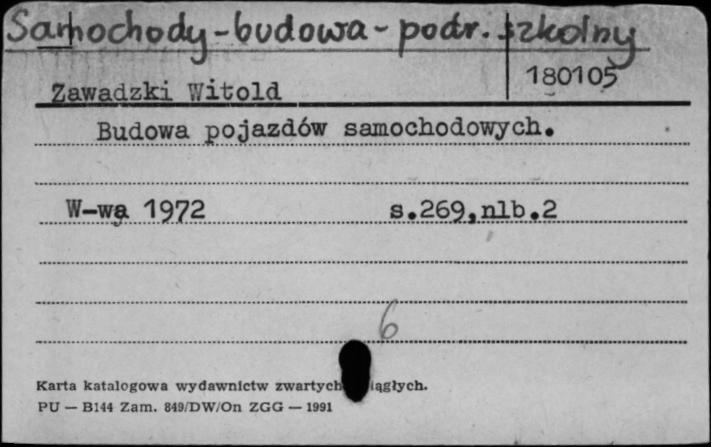 Samochody-budowa- podr. szkolny
180105
Zawadzki Witold
Budowa pojazdów samochodowych.
W-wa 1972 s.269,nlb.2
6
Karta katalogowa wydawnictw zwartych
PU — B144 Zam. 849/DW/On ZGG — 1991